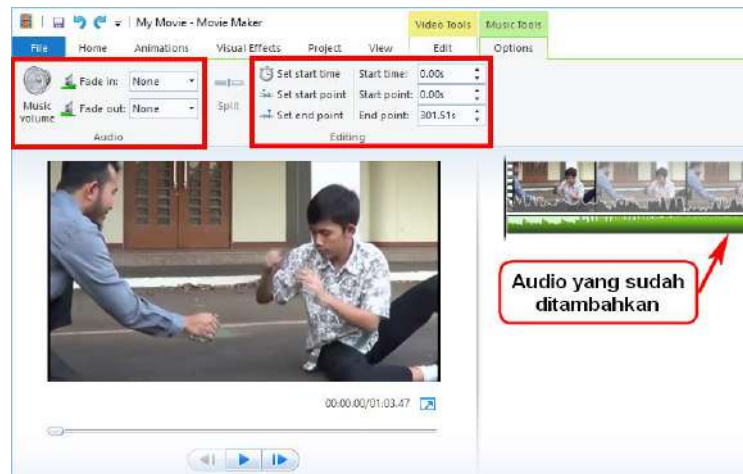 My Movie - Movie Maker
Video Tools
Music Tools
File
Home
Animations
Visual Effects
Project
View
Edit
Options
Music volume
Fade in: None
Fade out: None
Audio
Split
Set start time Start time: 0.00s
Set start point Start point: 0.00s
Set end point End point: 301.51s
Editing
Audio yang sudah
ditambahkan
00:00.00/01:03.47